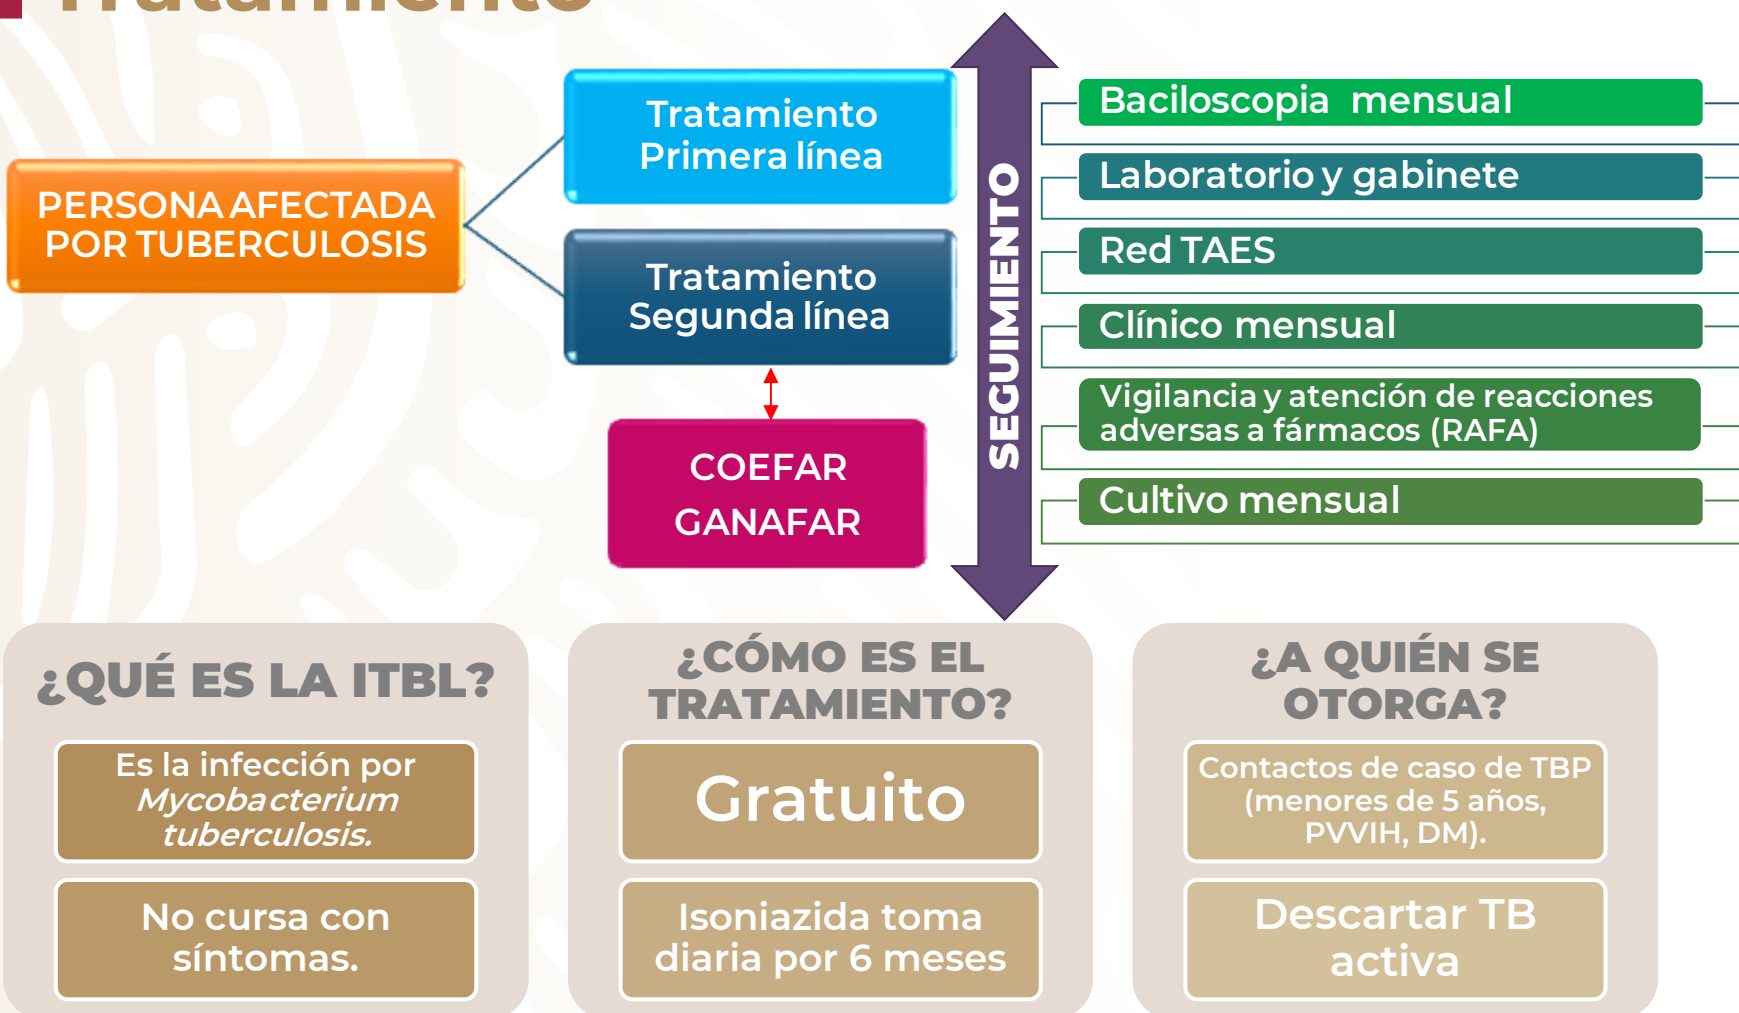 Tratamiento
PERSONA AFECTADA
POR TUBERCULOSIS
Tratamiento
Primera línea
Tratamiento
Segunda línea
COEFAR
GANAFAR
SEGUIMIENTO
Baciloscopia mensual
Laboratorio y gabinete
Red TAES
Clínico mensual
Vigilancia y atención de reacciones
adversas a fármacos (RAFA)
Cultivo mensual
¿QUÉ ES LA ITBL?
Es la infección por
Mycobacterium
tuberculosis.
No cursa con
síntomas.
¿CÓMO ES EL
TRATAMIENTO?
Gratuito
Isoniazida toma
diaria por 6 meses
¿A QUIÉN SE
OTORGA?
Contactos de caso de TBP
(menores de 5 años,
PVVIH, DM).
Descartar TB
activa